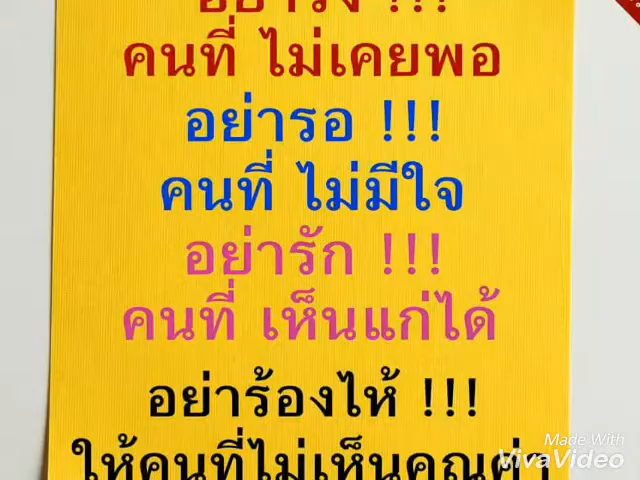 คนที่ ไม่เคยพอ
อย่ารอ !!!
คนที่ ไม่มีใจ
อย่ารัก !!!
คนที่ เห็นแก่ได้
อย่าร้องไห้ !!!
ให้คนที่ไม่เห็นคุณค่า
Made With
VivaVideo